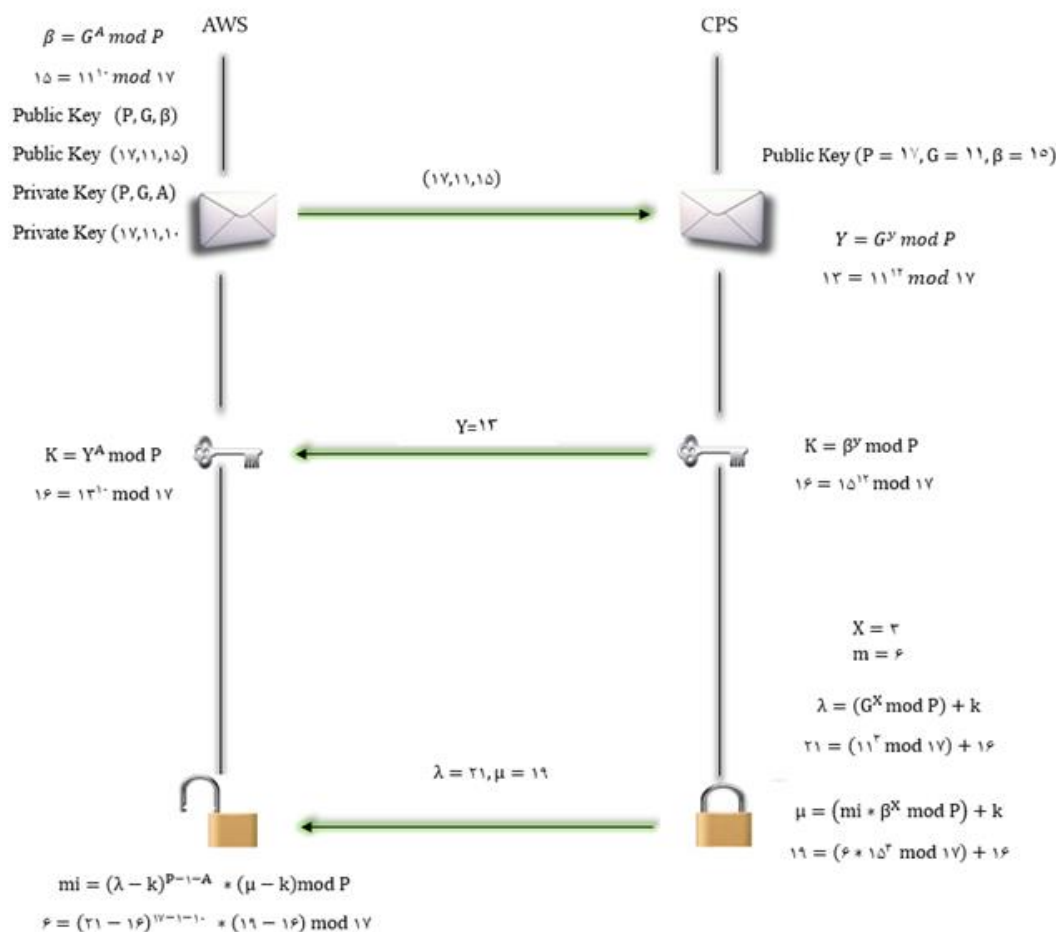 AWS
CPS
β = G^A mod P
۱۵ = ۱۱^۱۰ mod ۱۷
Public Key (P, G, β)
Public Key (۱۷,۱۱,۱۵)
Private Key (P, G, A)
Private Key (۱۷,۱۱,۱۰
(۱۷,۱۱,۱۵)
Public Key (P = ۱۷, G = ۱۱, β = ۱۵)
Y = G^y mod P
۱۳ = ۱۱^۱۲ mod ۱۷
Y=۱۳
K = Y^A mod P
۱۶ = ۱۳^۱۰ mod ۱۷
K = β^y mod P
۱۶ = ۱۵^۱۲ mod ۱۷
X = ۳
m = ۶
λ = (G^X mod P) + k
۲۱ = (۱۱^۳ mod ۱۷) + ۱۶
λ = ۲۱, μ = ۱۹
μ = (mi * β^X mod P) + k
۱۹ = (۶ * ۱۵^۳ mod ۱۷) + ۱۶
mi = (λ − k)^P−۱−A * (μ − k)mod P
۶ = (۲۱ − ۱۶)^۱۷−۱−۱۰ * (۱۹ − ۱۶) mod ۱۷